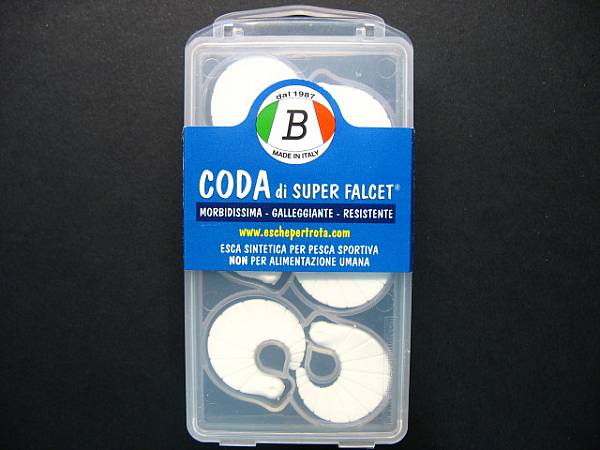 dal 1987
B
MADE IN ITALY
CODA di SUPER FALCET®
MORBIDISSIMA - GALLEGGIANTE - RESISTENTE
www.eschepertrota.com
ESCA SINTETICA PER PESCA SPORTIVA
NON PER ALIMENTAZIONE UMANA